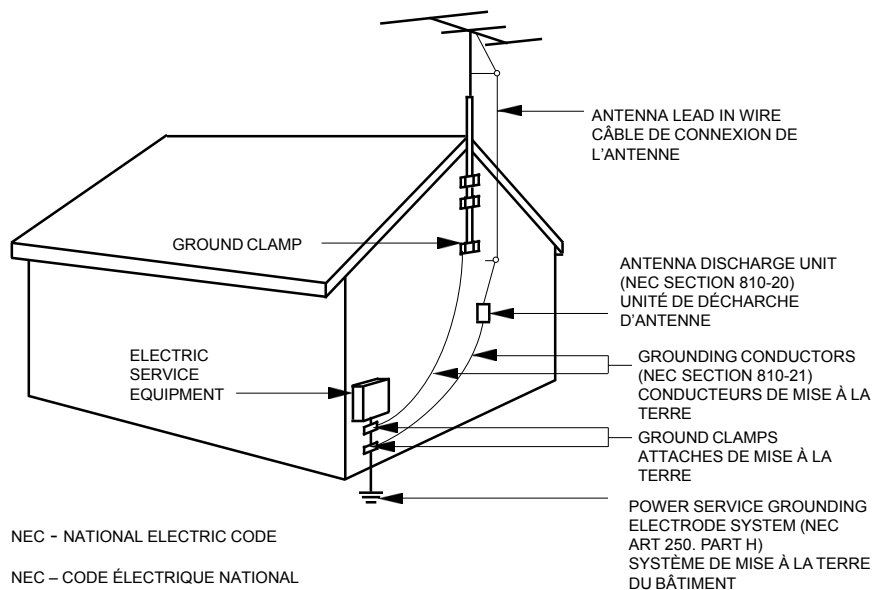 ANTENNA LEAD IN WIRE
CÂBLE DE CONNEXION DE
L'ANTENNE
GROUND CLAMP
ANTENNA DISCHARGE UNIT
(NEC SECTION 810-20)
UNITÉ DE DÉCHARCHE
D'ANTENNE
ELECTRIC
SERVICE
EQUIPMENT
GROUNDING CONDUCTORS
(NEC SECTION 810-21)
CONDUCTEURS DE MISE À LA
TERRE
GROUND CLAMPS
ATTACHES DE MISE À LA
TERRE
POWER SERVICE GROUNDING
ELECTRODE SYSTEM (NEC
ART 250. PART H)
SYSTÈME DE MISE À LA TERRE
DU BÂTIMENT
NEC - NATIONAL ELECTRIC CODE
NEC – CODE ÉLECTRIQUE NATIONAL